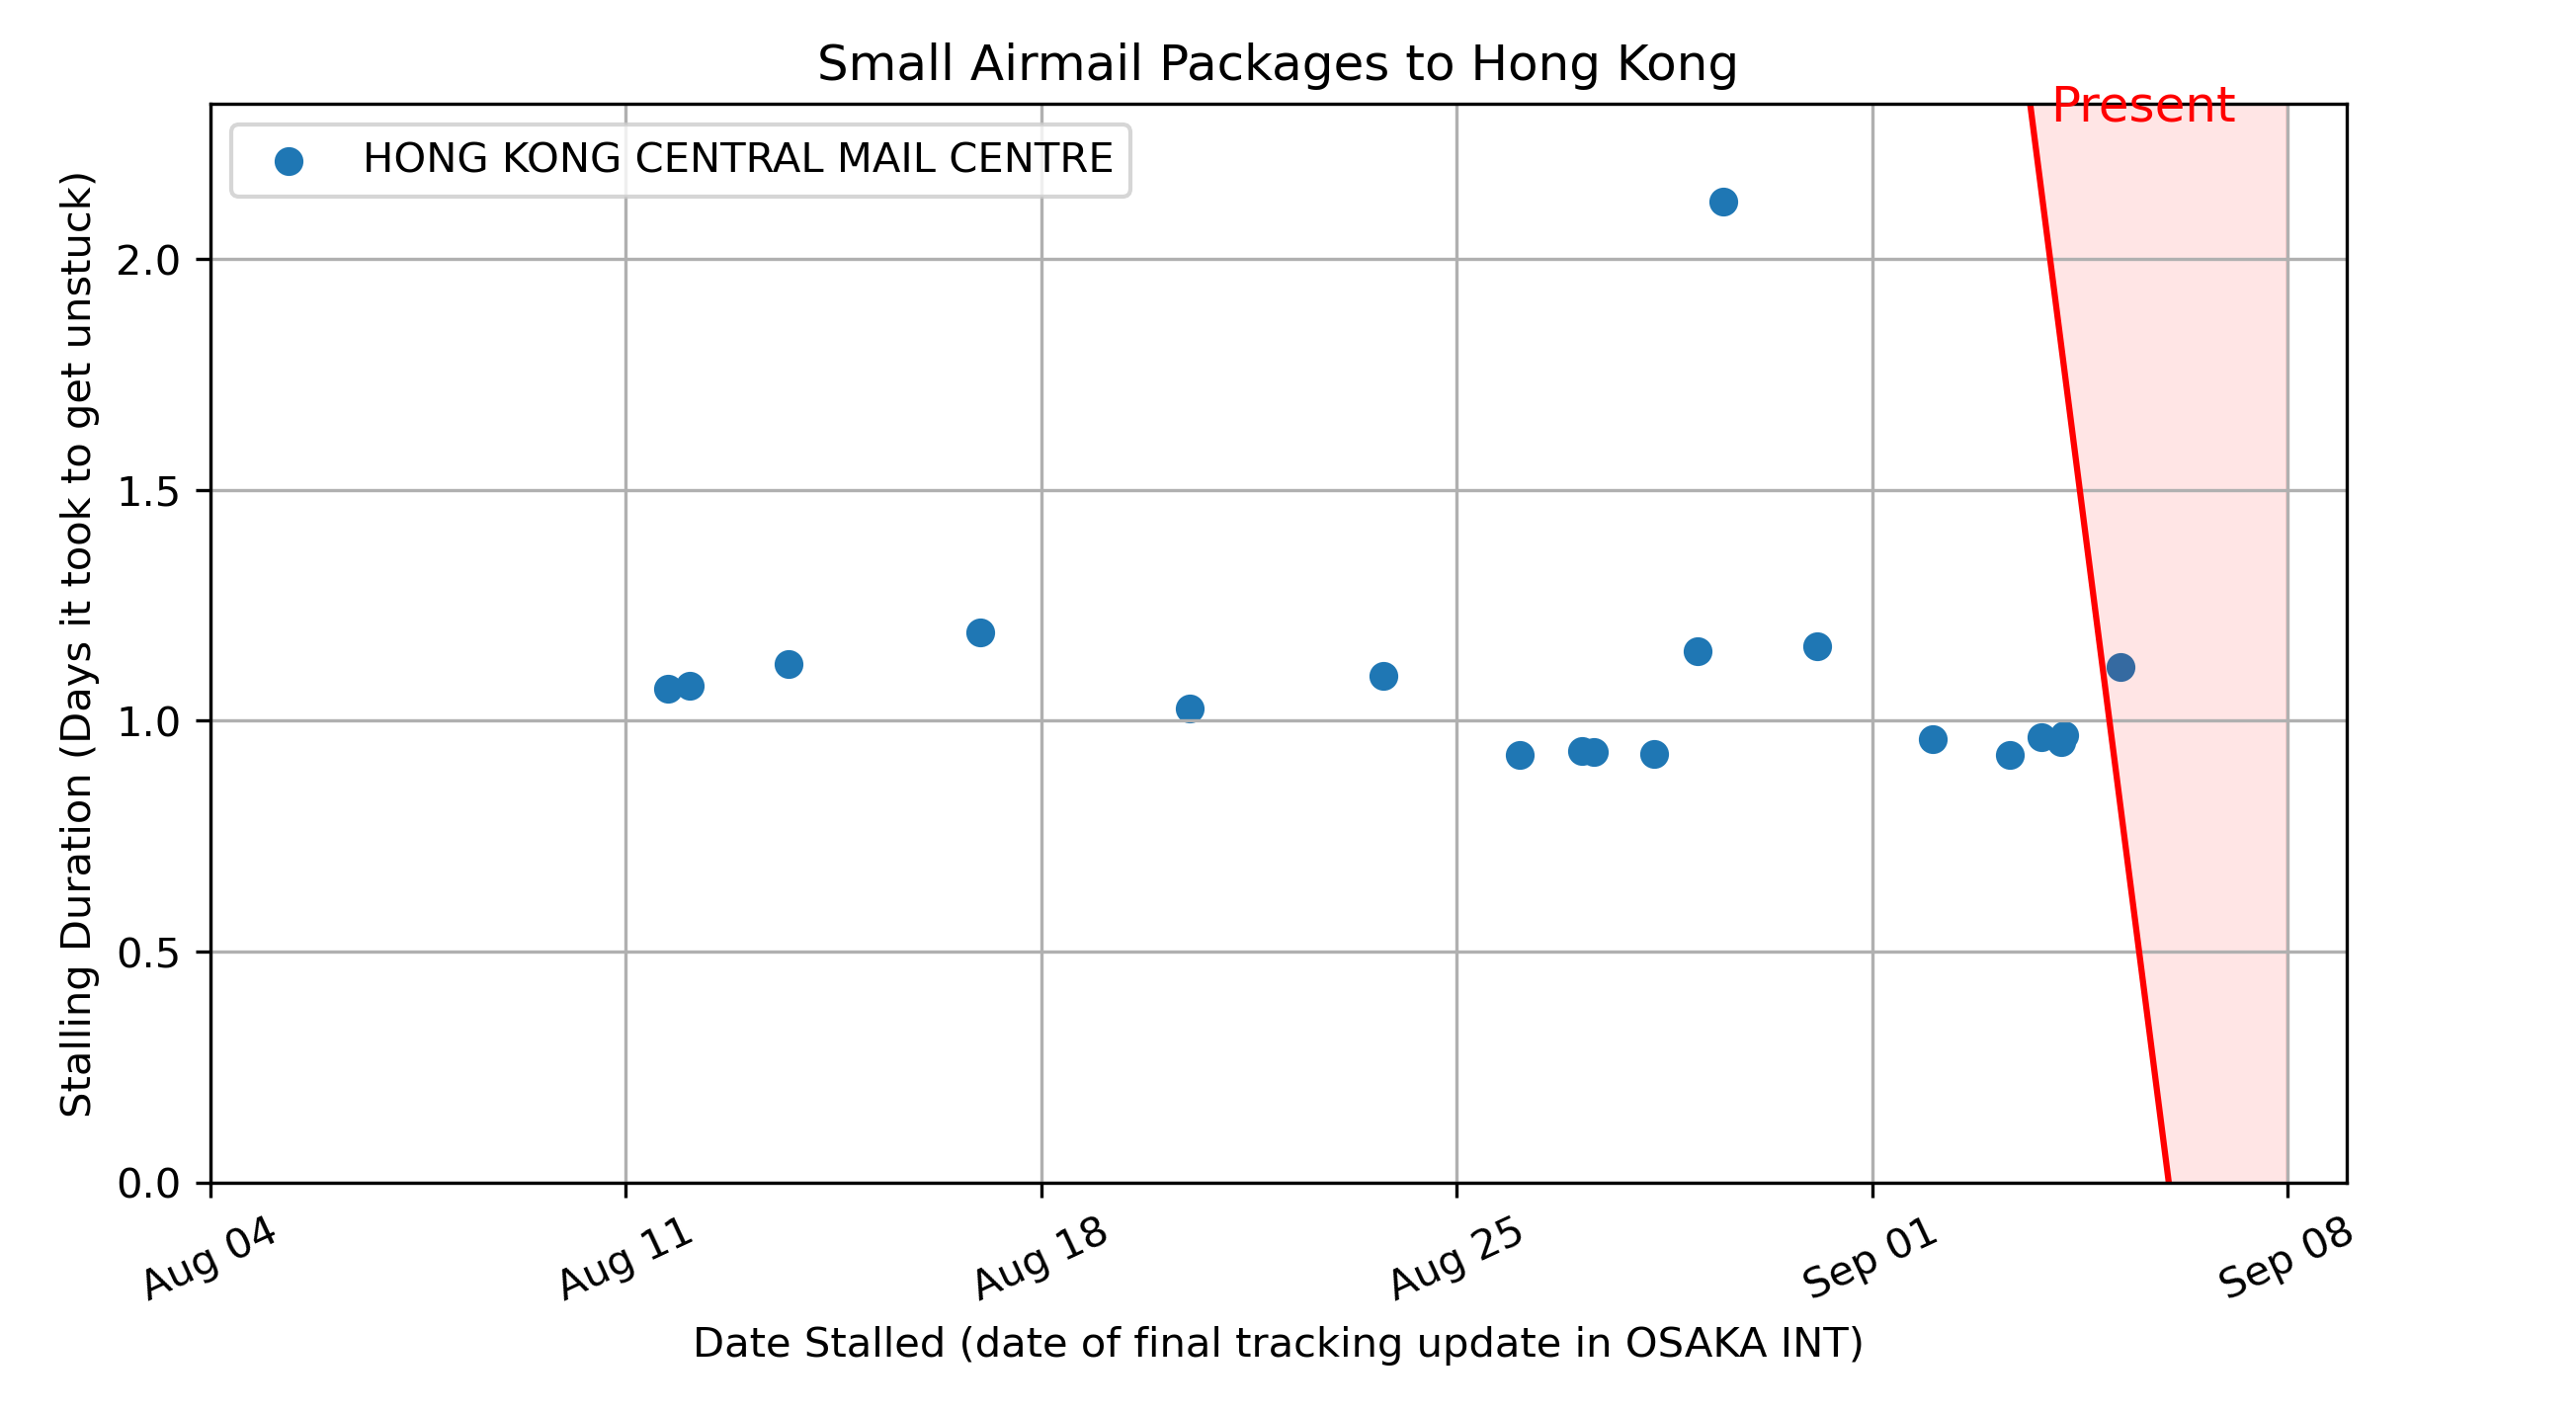 Small Airmail Packages to Hong Kong
Present
HONG KONG CENTRAL MAIL CENTRE
Stalling Duration (Days it took to get unstuck)
2.0
1.5
1.0
0.5
0.0
Aug 04
Aug 11
Aug 18
Aug 25
Sep 01
Sep 08
Date Stalled (date of final tracking update in OSAKA INT)